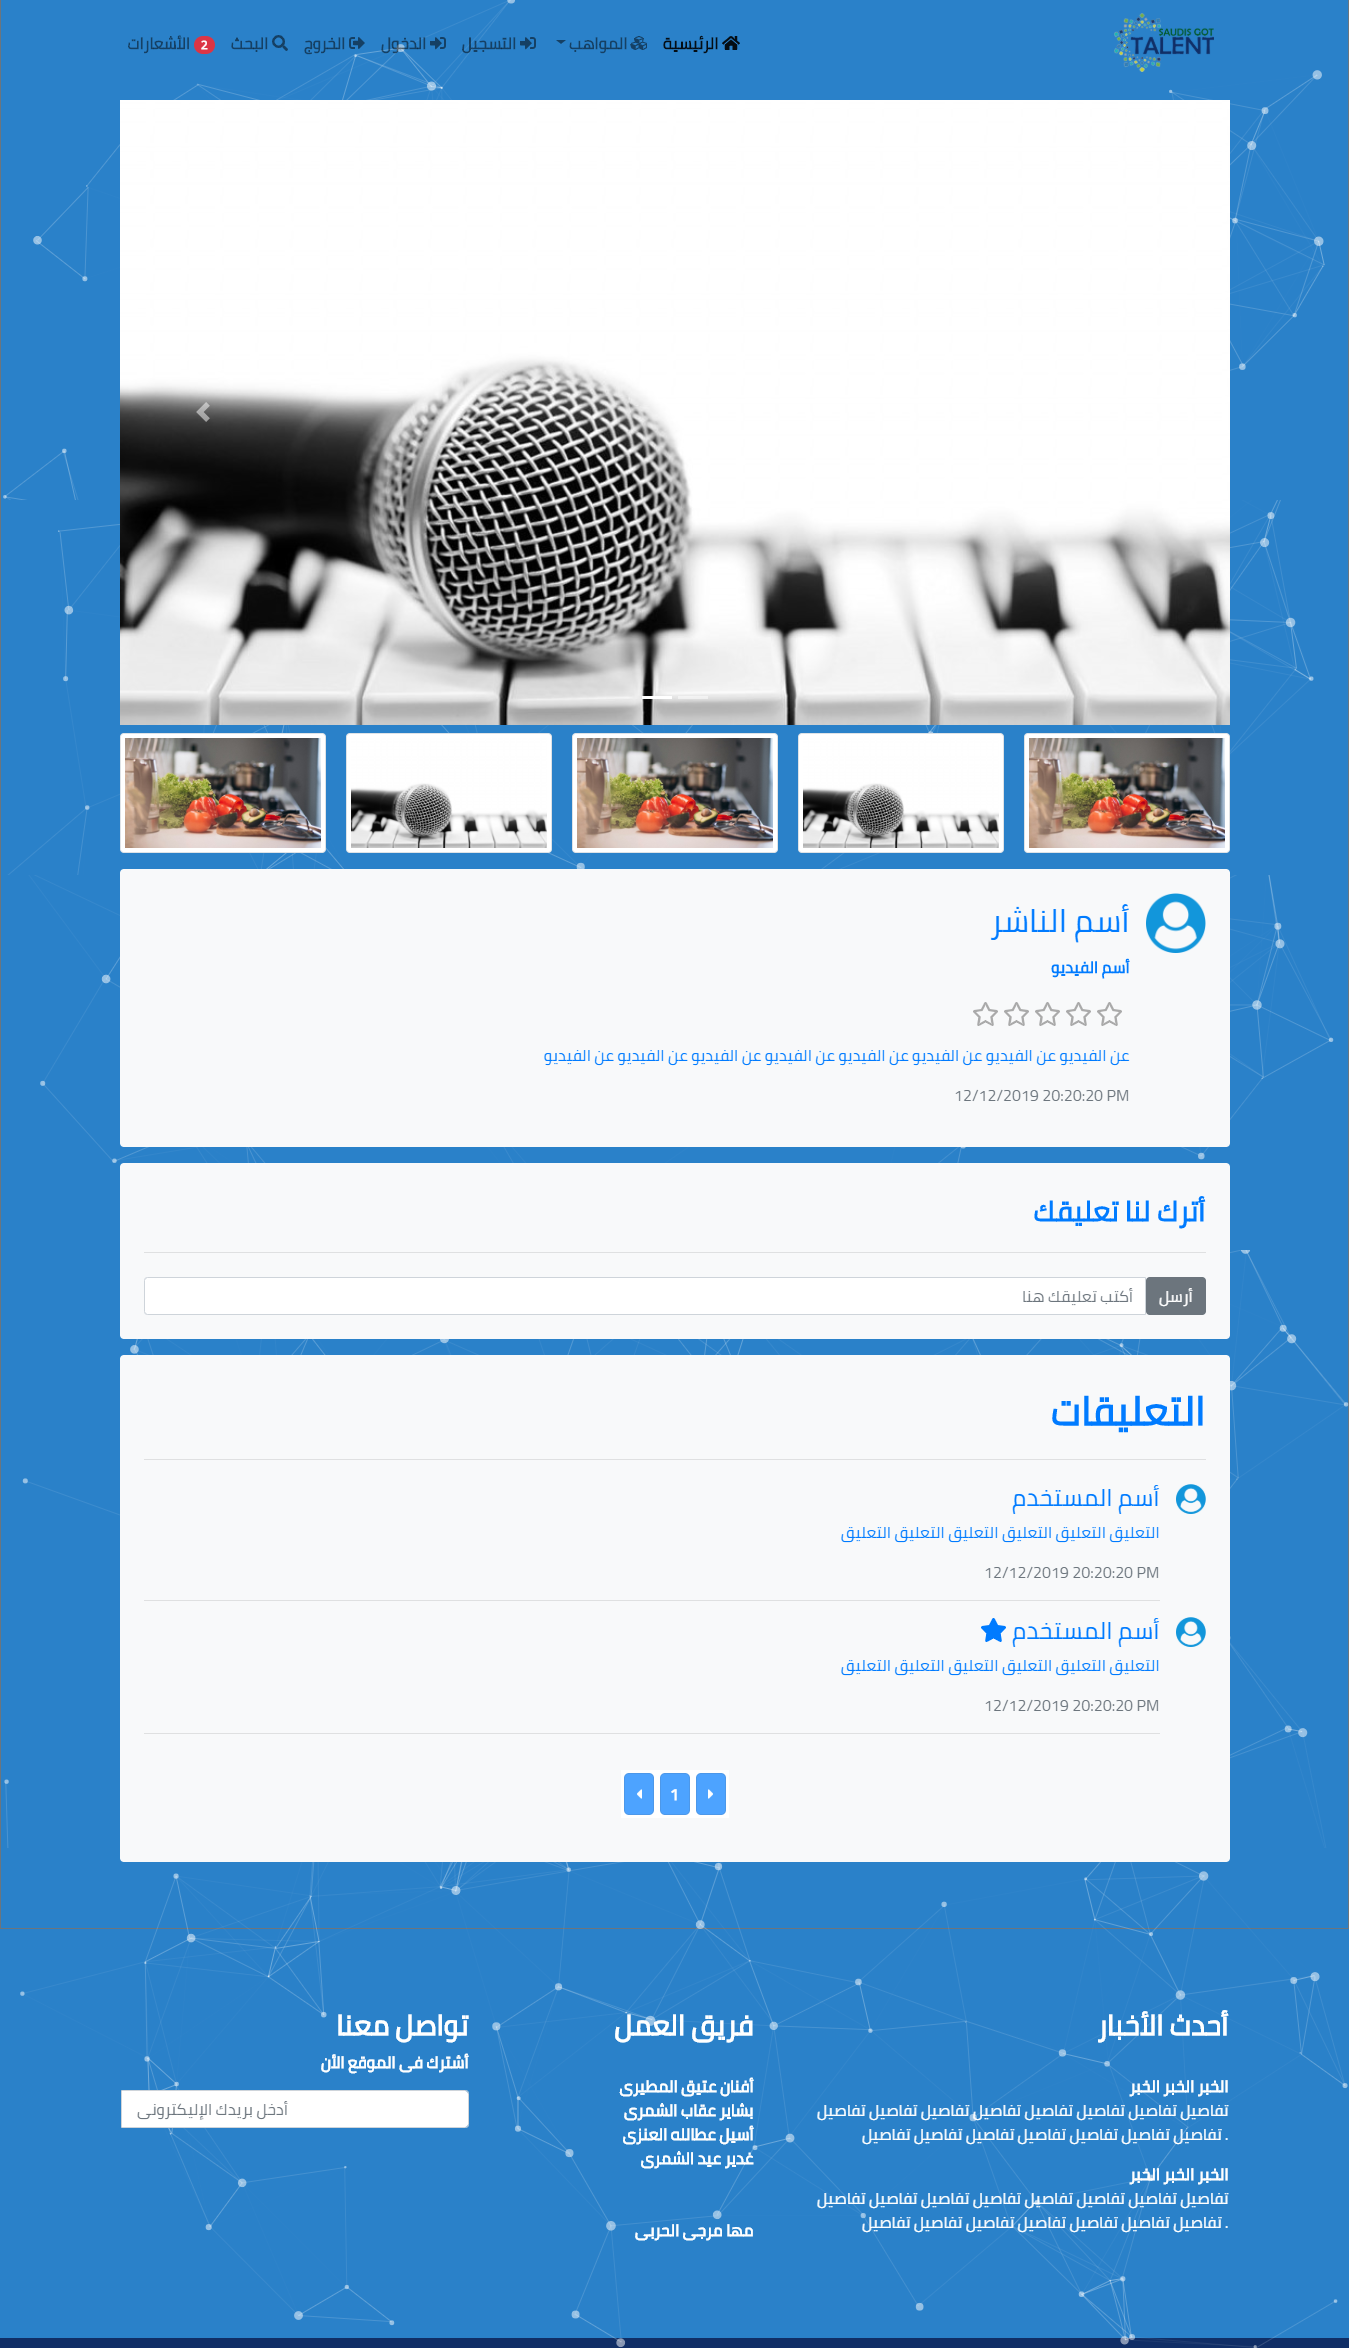 SAUDIS GOT
TALENT
الرئيسية
المواهب
التسجيل
الدخول
الخروج
البحث
2 الأشعارات
أسم الناشر
أسم الفيديو
عن الفيديو عن الفيديو عن الفيديو عن الفيديو عن الفيديو عن الفيديو عن الفيديو عن الفيديو
12/12/2019 20:20:20 PM
أترك لنا تعليقك
أرسل
أكتب تعليقك هنا
التعليقات
أسم المستخدم
التعليق التعليق التعليق التعليق التعليق التعليق
12/12/2019 20:20:20 PM
أسم المستخدم
التعليق التعليق التعليق التعليق التعليق التعليق
12/12/2019 20:20:20 PM
1
أحدث الأخبار
الخبر الخبر الخبر
تفاصيل تفاصيل تفاصيل تفاصيل تفاصيل تفاصيل تفاصيل تفاصيل
. تفاصيل تفاصيل تفاصيل تفاصيل تفاصيل تفاصيل تفاصيل
الخبر الخبر الخبر
تفاصيل تفاصيل تفاصيل تفاصيل تفاصيل تفاصيل تفاصيل تفاصيل
. تفاصيل تفاصيل تفاصيل تفاصيل تفاصيل تفاصيل تفاصيل
فريق العمل
أفنان عتيق المطيرى
بشاير عقاب الشمرى
أسيل عطالله العنزى
غدير عيد الشمرى
مها مرجى الحربى
تواصل معنا
أشترك فى الموقع الأن
أدخل بريدك الإليكترونى